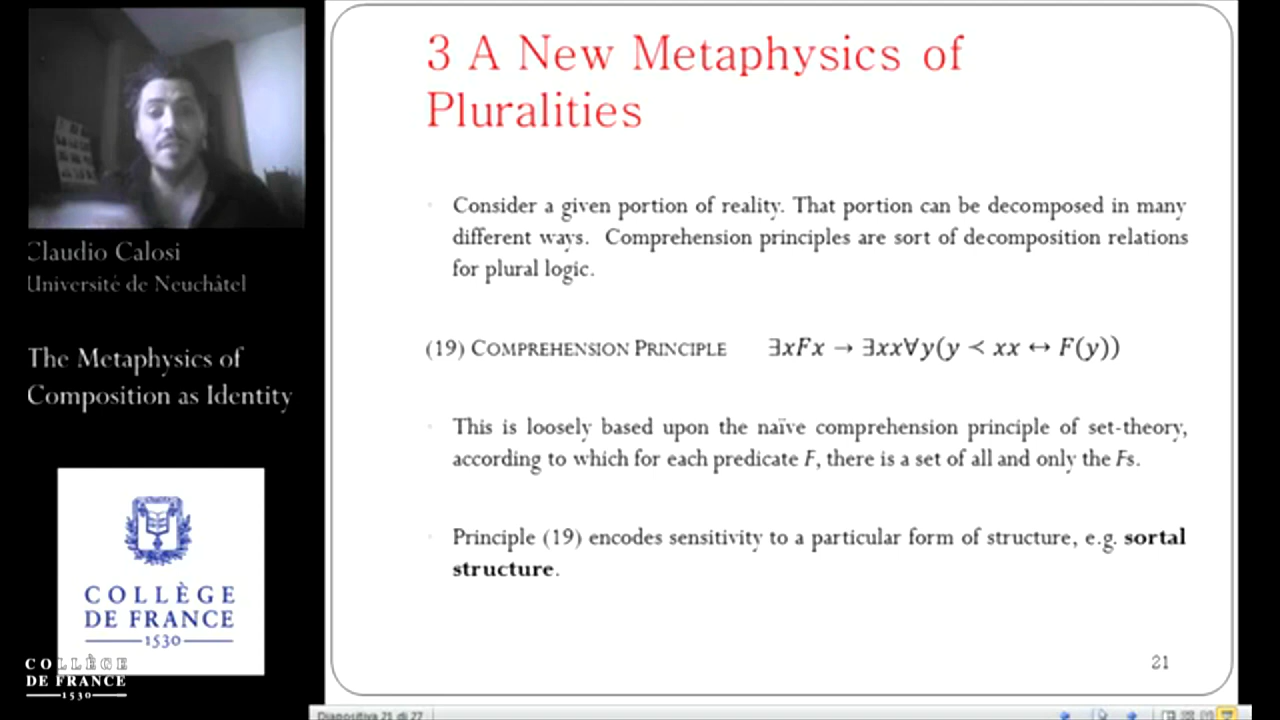 3 A New Metaphysics of
Pluralities
Consider a given portion of reality. That portion can be decomposed in many
different ways. Comprehension principles are sort of decomposition relations
for plural logic.
(19) COMPREHENSION PRINCIPLE ∃xFx → ∃xx∀y(y ≺ xx ↔ F(y))
This is loosely based upon the naïve comprehension principle of set-theory,
according to which for each predicate F, there is a set of all and only the Fs.
Principle (19) encodes sensitivity to a particular form of structure, e.g. sortal
structure.
21
Claudio Calosi
Université de Neuchâtel
The Metaphysics of
Composition as Identity
COLLÈGE
DE FRANCE
1530
COLLÈGE
DE FRANCE
1530
Diapositiva 21 di 27